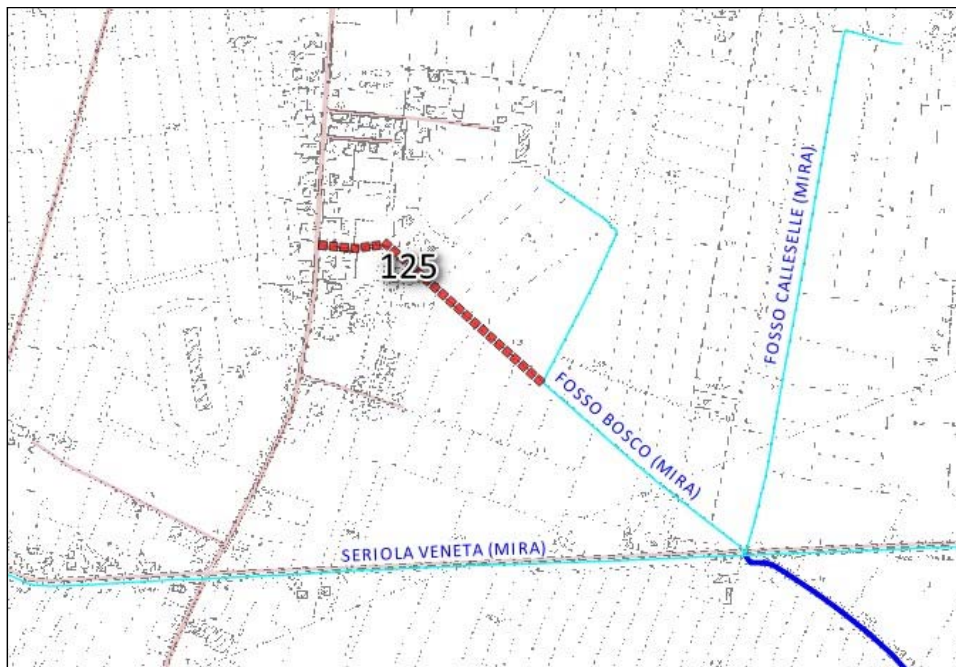 FOSSO CALLESELLE (MIRA)
125
FOSSO BOSCO (MIRA)
SERIOLA VENETA (MIRA)